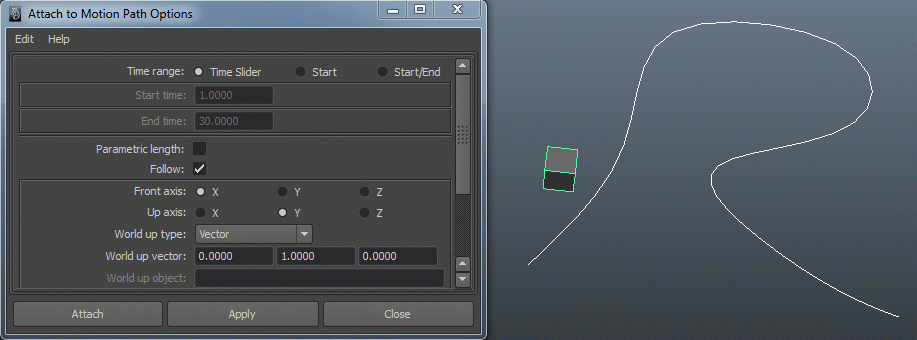 Attach to Motion Path Options
Edit Help
Time range: Time Slider Start Start/End
Start time: 1.0000
End time: 30.0000
Parametric length:
Follow:
Front axis: X Y Z
Up axis: X Y Z
World up type: Vector
World up vector: 0.0000 1.0000 0.0000
World up object:
Attach Apply Close